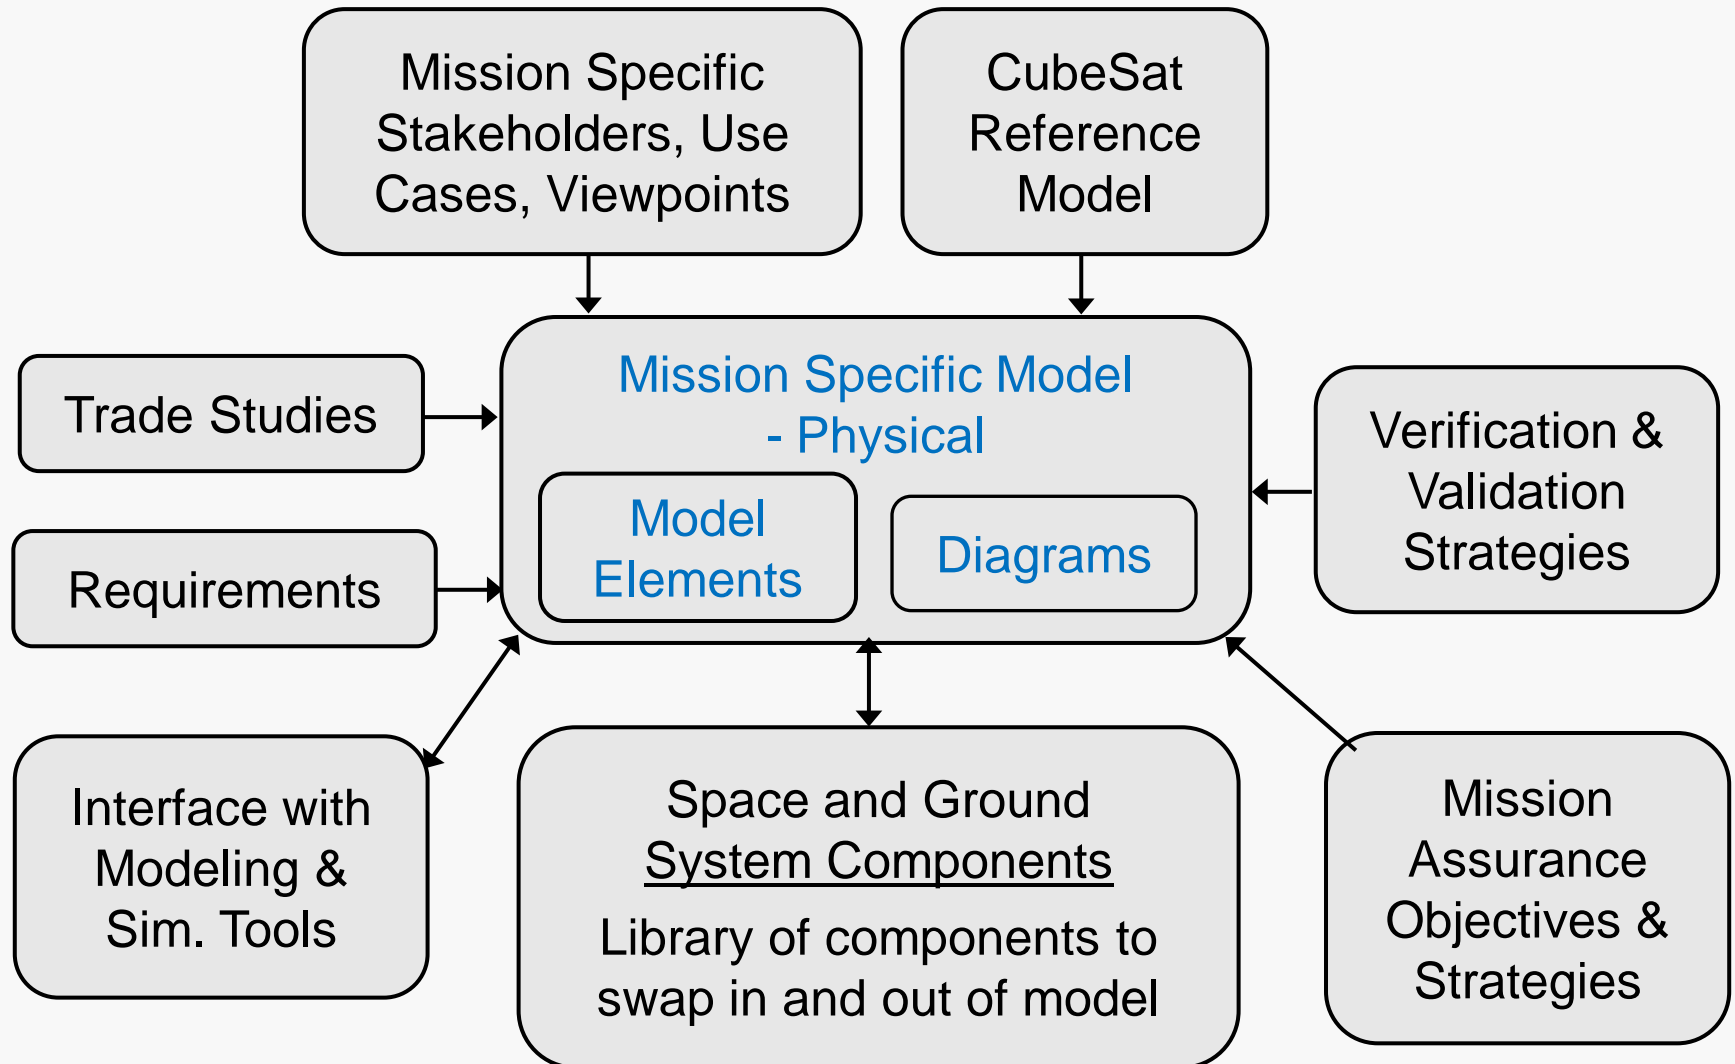 Mission Specific
Stakeholders, Use
Cases, Viewpoints
CubeSat
Reference
Model
Mission Specific Model
- Physical
Model
Elements
Diagrams
Trade Studies
Requirements
Verification &
Validation
Strategies
Interface with
Modeling &
Sim. Tools
Space and Ground
System Components
Library of components to
swap in and out of model
Mission
Assurance
Objectives &
Strategies